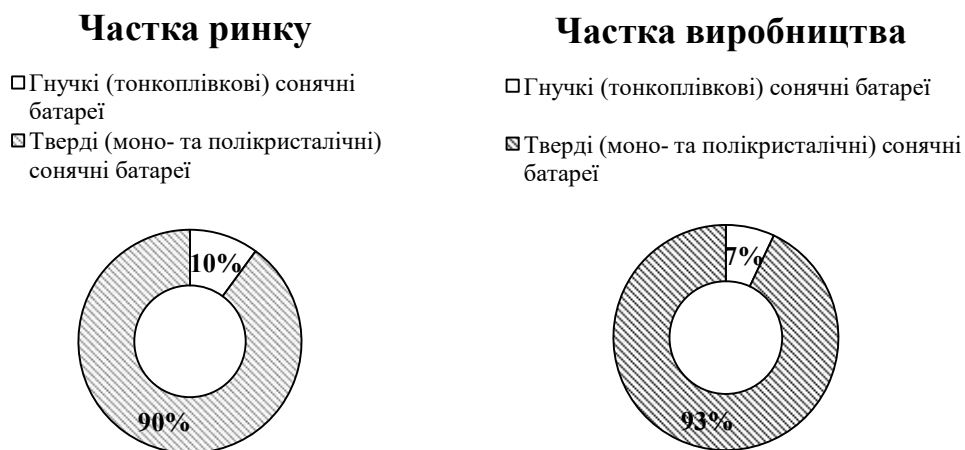 Частка ринку
Гнучкі (тонкоплівкові) сонячні
батареї
Тверді (моно- та полікристалічні)
сонячні батареї
10%
90%
Частка виробництва
Гнучкі (тонкоплівкові) сонячні батареї
Тверді (моно- та полікристалічні) сонячні
батареї
7%
93%